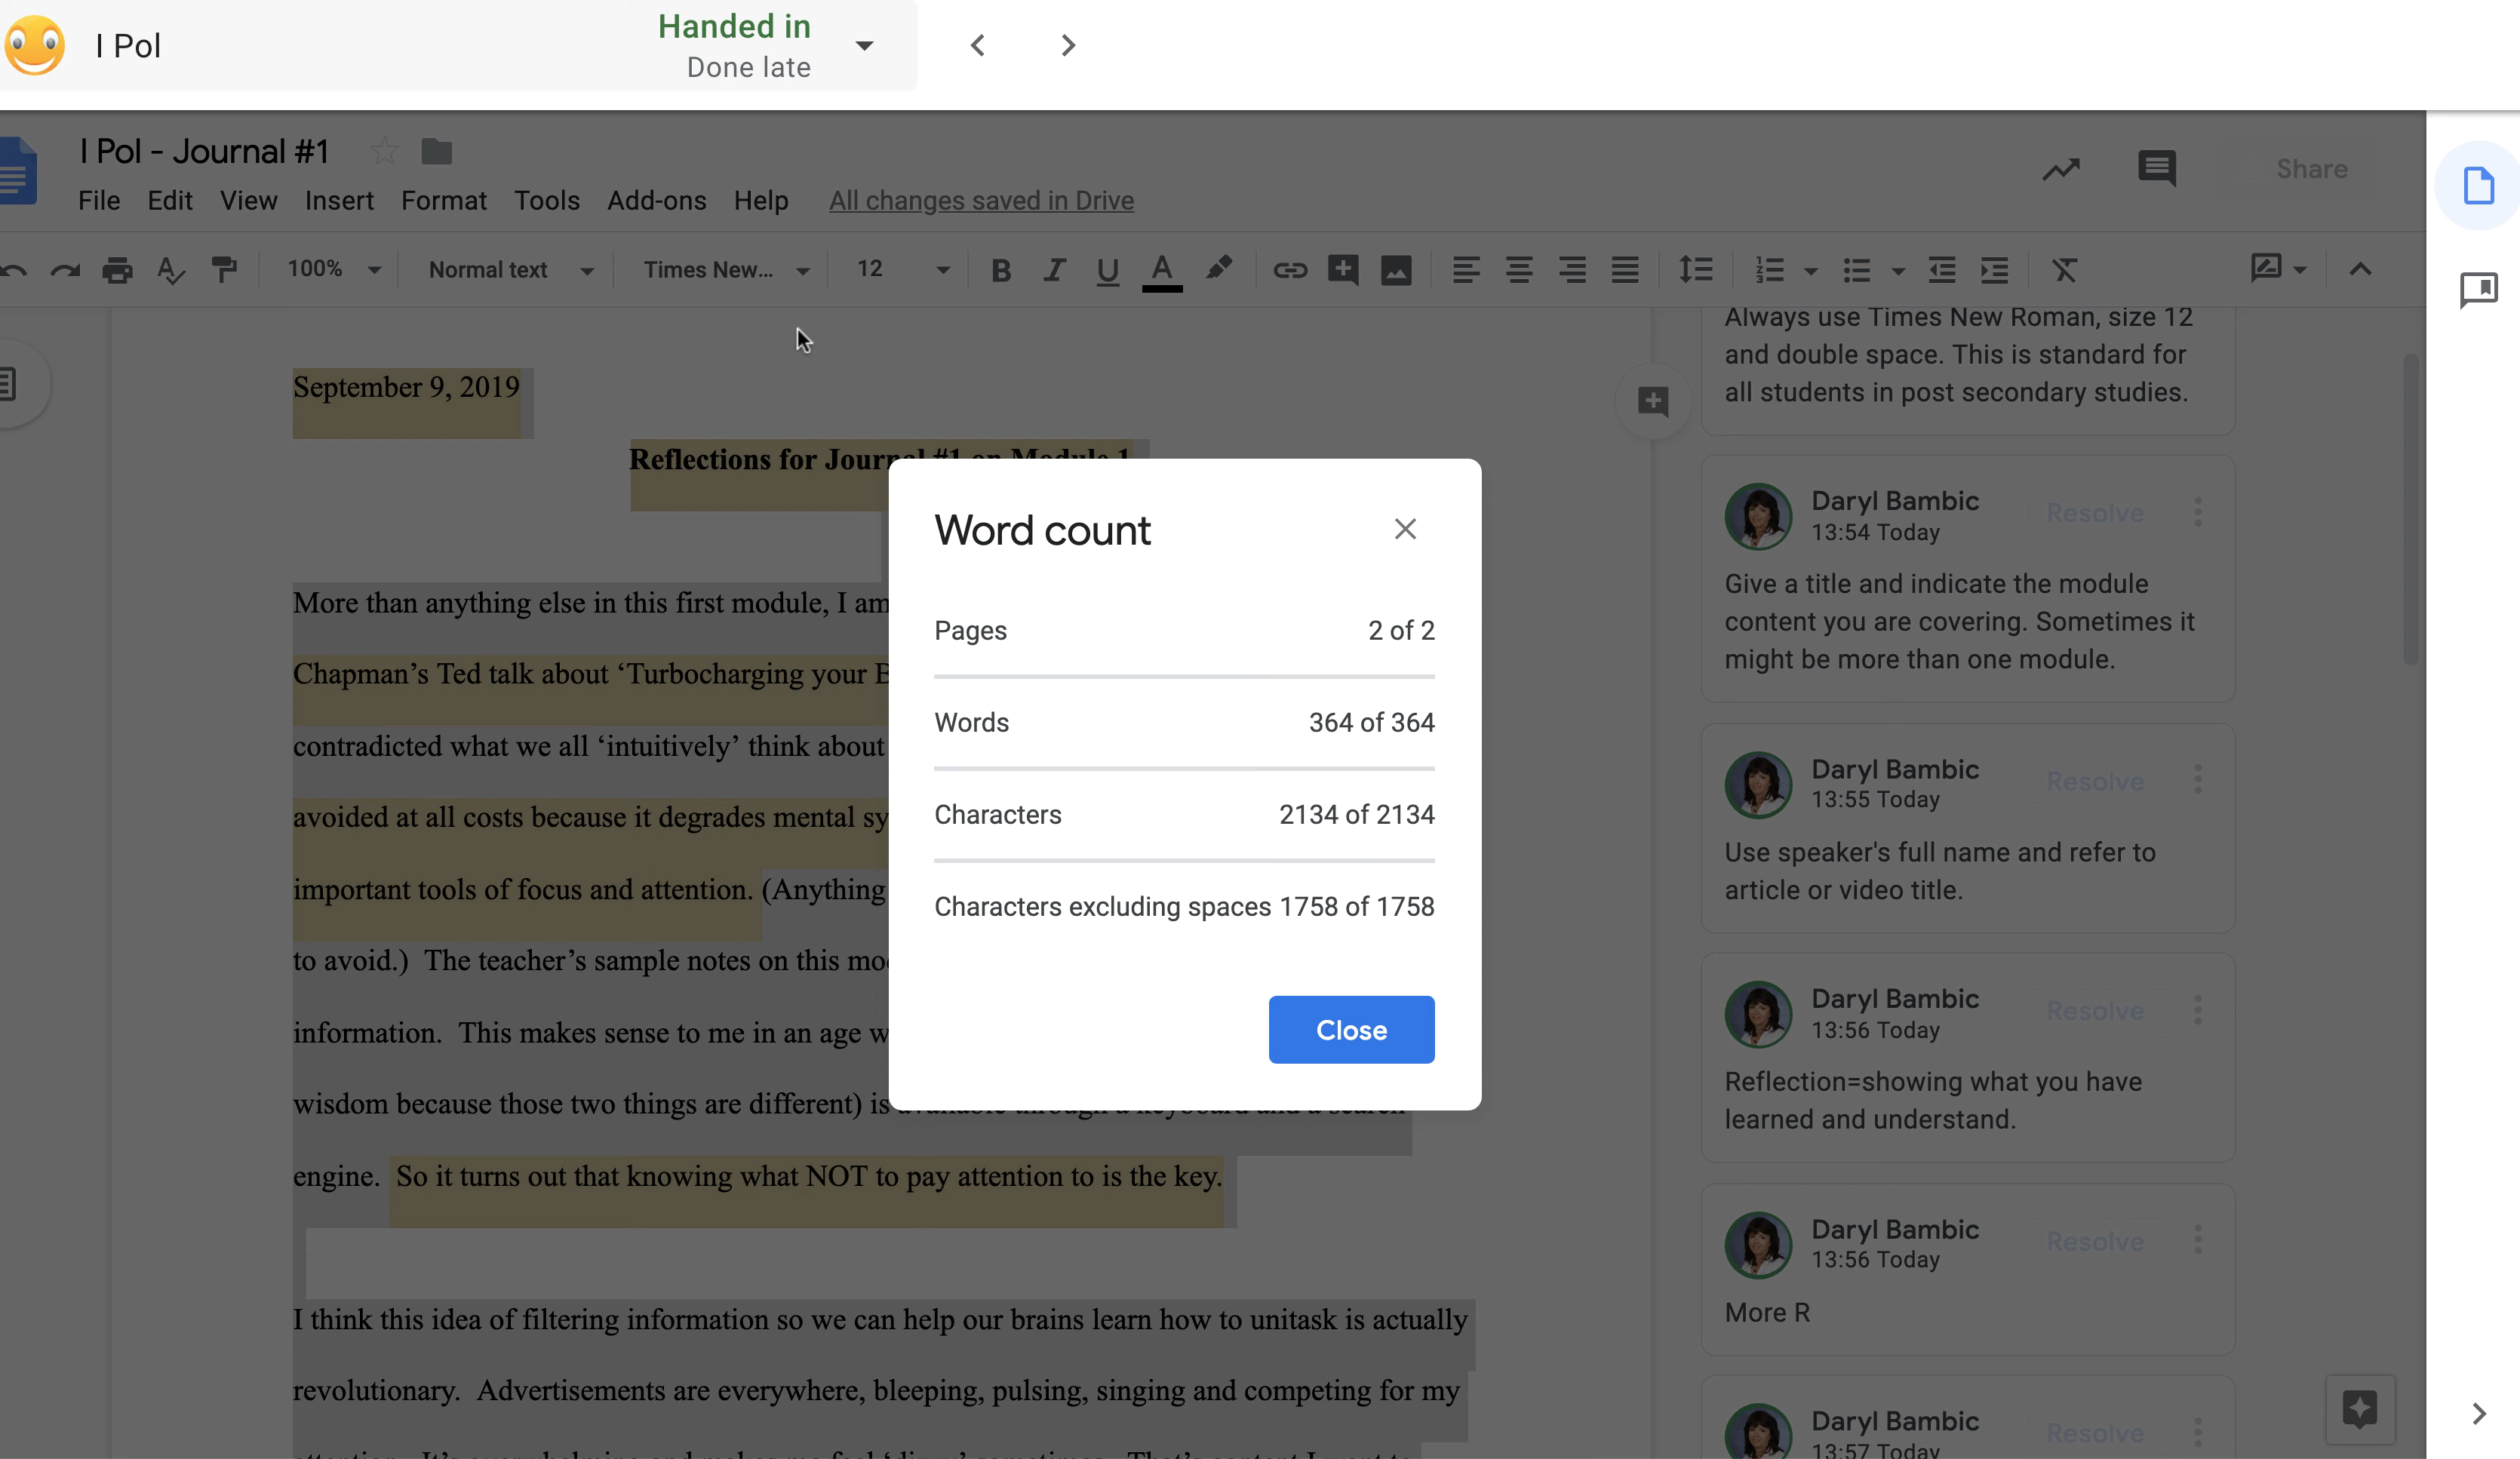 I Pol
Handed in
Done late
I Pol - Journal #1
File Edit View Insert Format Tools Add-ons Help All changes saved in Drive
Share
100% Normal text Times New... 12
September 9, 2019
Reflections for Journal #1 on Module 1
More than anything else in this first module, I am
Chapman's Ted talk about 'Turbocharging your
contradicted what we all 'intuitively' think about
avoided at all costs because it degrades mental
important tools of focus and attention. (Anything
to avoid.) The teacher's sample notes on this
information. This makes sense to me in an age
wisdom because those two things are different) is available through a keyboard and a search
engine. So it turns out that knowing what NOT to pay attention to is the key.
I think this idea of filtering information so we can help our brains learn how to unitask is actually
revolutionary. Advertisements are everywhere, bleeping, pulsing, singing and competing for my
Word count
Pages 2 of 2
Words 364 of 364
Characters 2134 of 2134
Characters excluding spaces 1758 of 1758
Close
Always use Times New Roman, size 12
and double space. This is standard for
all students in post secondary studies.
Daryl Bambic
Resolve
13:54 Today
Give a title and indicate the module
content you are covering. Sometimes it
might be more than one module.
Daryl Bambic
Resolve
13:55 Today
Use speaker's full name and refer to
article or video title.
Daryl Bambic
Resolve
13:56 Today
Reflection=showing what you have
learned and understand.
Daryl Bambic
Resolve
13:56 Today
More R
Daryl Bambic
Resolve
13:57 Today